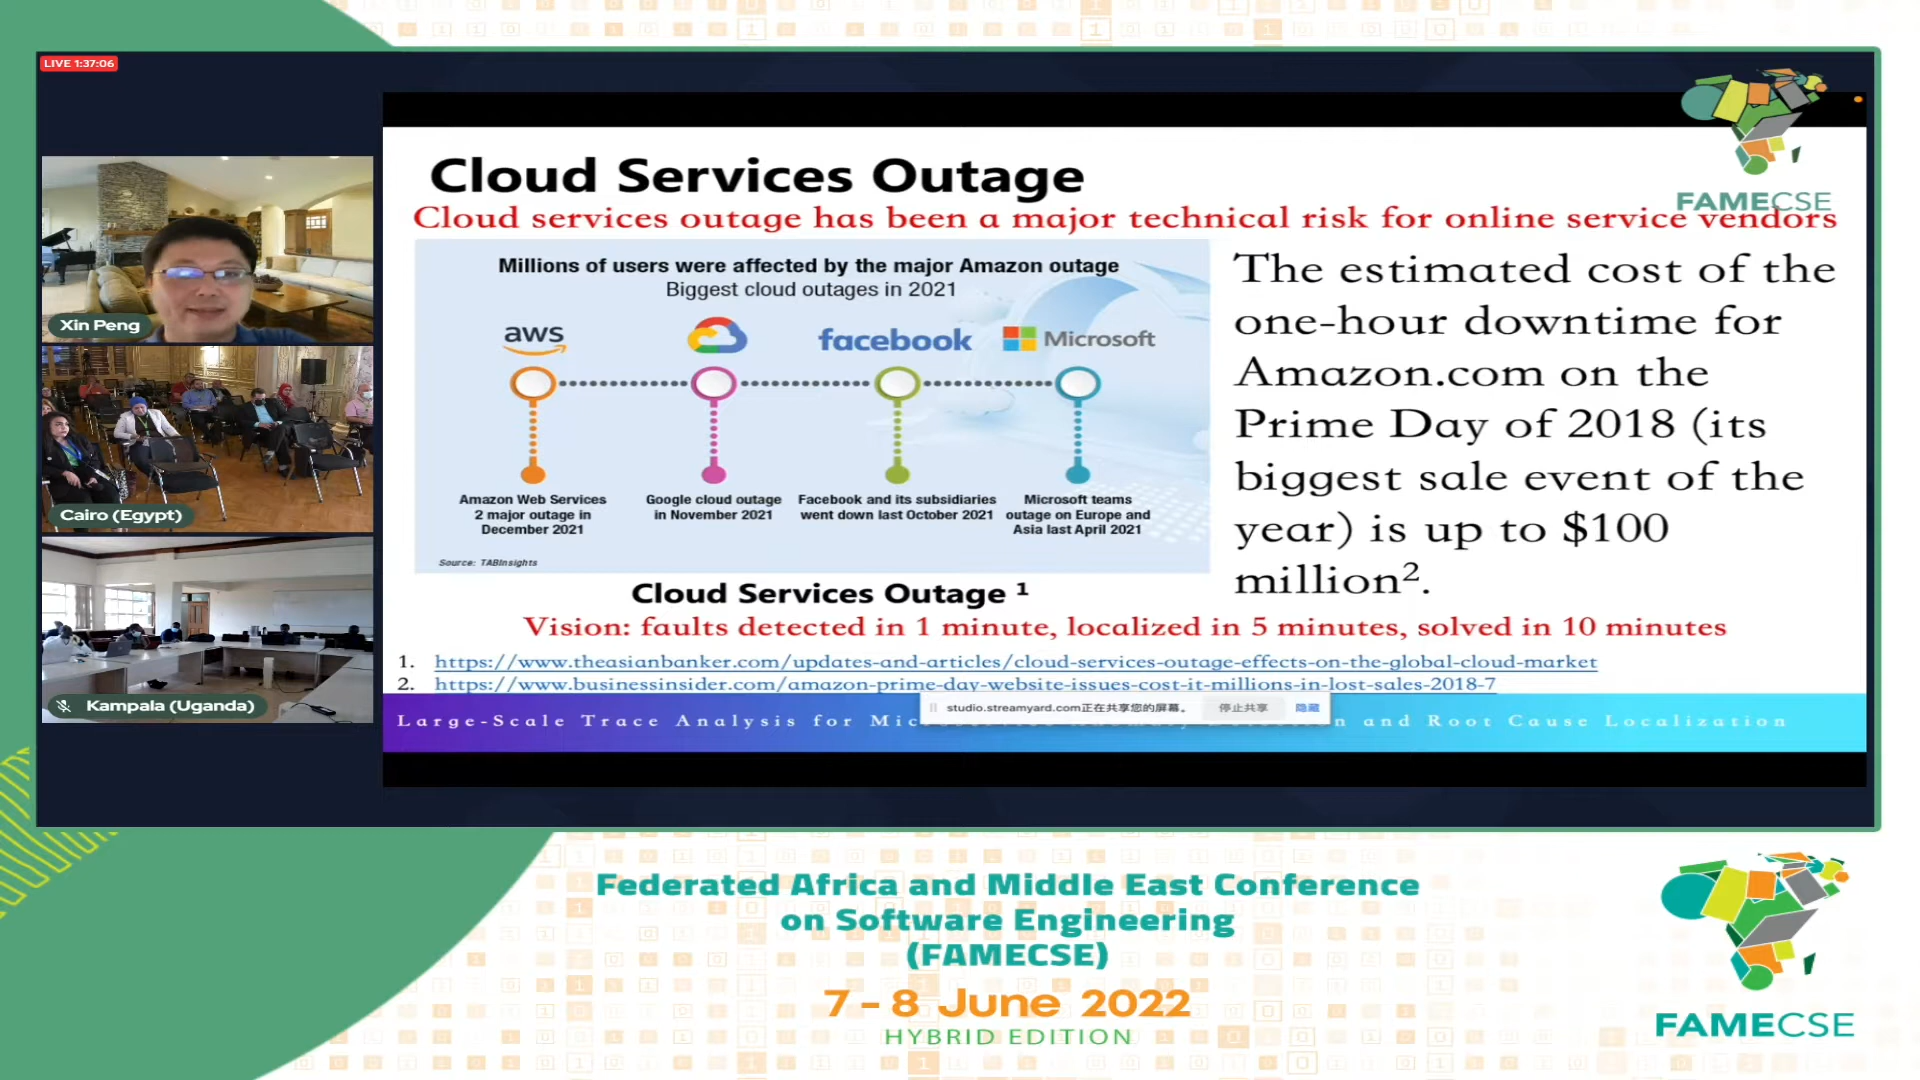 LIVE 1:37:06
Xin Peng
Cairo (Egypt)
Kampala (Uganda)
FAMECSE
Cloud Services Outage
Cloud services outage has been a major technical risk for online service vendors
Millions of users were affected by the major Amazon outage
Biggest cloud outages in 2021
aws
facebook
Microsoft
Amazon Web Services
2 major outage in
December 2021
Google cloud outage
in November 2021
Facebook and its subsidiaries
went down last October 2021
Microsoft teams
outage on Europe and
Asia last April 2021
Source: TABInsights
Cloud Services Outage 1
The estimated cost of the
one-hour downtime for
Amazon.com on the
Prime Day of 2018 (its
biggest sale event of the
year) is up to $100
million2.
Vision: faults detected in 1 minute, localized in 5 minutes, solved in 10 minutes
1. https://www.theasianbanker.com/updates-and-articles/cloud-services-outage-effects-on-the-global-cloud-market
2. https://www.businessinsider.com/amazon-prime-day-website-issues-cost-it-millions-in-lost-sales-2018-7
studio.streamyard.com正在共享您的屏幕。 停止共享 隐藏
Large-Scale Trace Analysis for and Root Cause Localization
Federated Africa and Middle East Conference
on Software Engineering
(FAMECSE)
7 - 8 June 2022
HYBRID EDITION
FAMECSE